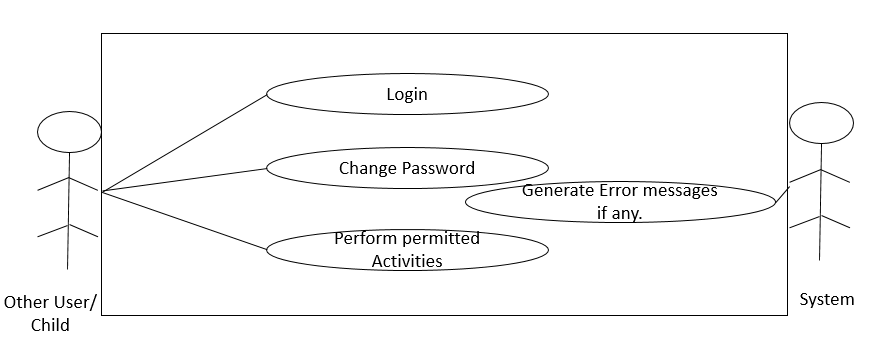 Login
Change Password
Generate Error messages
if any.
Perform permitted
Activities
Other User/
Child
System